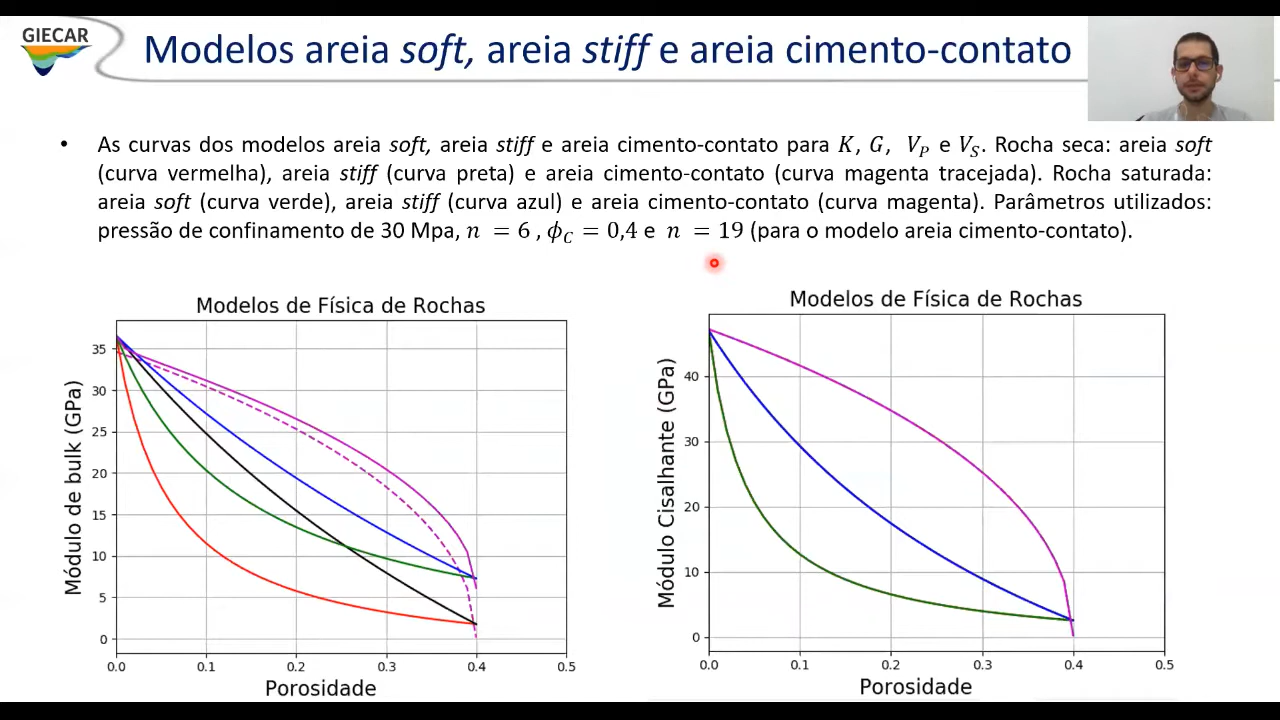 GIECAR
Modelos areia soft, areia stiff e areia cimento-contato
• As curvas dos modelos areia soft, areia stiff e areia cimento-contato para K, G, V_P e V_S. Rocha seca: areia soft
(curva vermelha), areia stiff (curva preta) e areia cimento-contato (curva magenta tracejada). Rocha saturada:
areia soft (curva verde), areia stiff (curva azul) e areia cimento-contato (curva magenta). Parâmetros utilizados:
pressão de confinamento de 30 Mpa, n = 6 , ϕ_C = 0,4 e n = 19 (para o modelo areia cimento-contato).
Modelos de Física de Rochas
Módulo de bulk (GPa)
35
30
25
20
15
10
5
0
0.0 0.1 0.2 0.3 0.4 0.5
Porosidade
Modelos de Física de Rochas
Módulo Cisalhante (GPa)
40
30
20
10
0
0.0 0.1 0.2 0.3 0.4 0.5
Porosidade